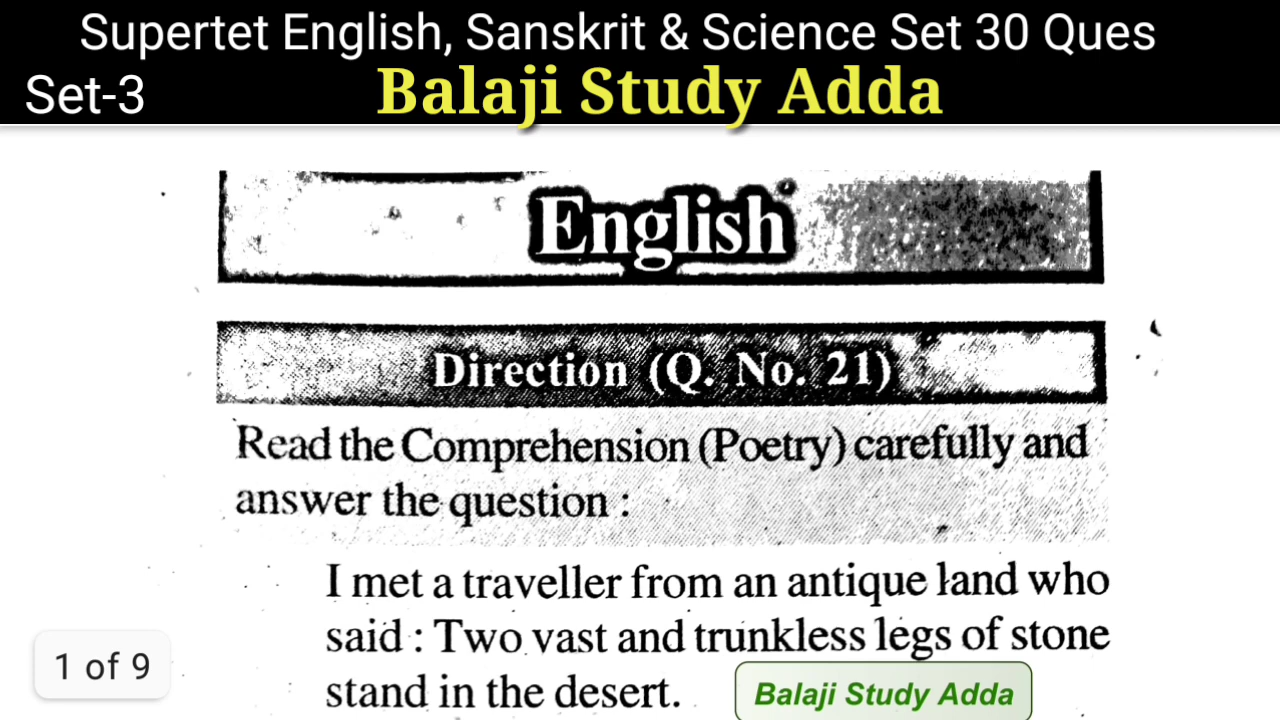 Supertet English, Sanskrit & Science Set 30 Ques
Set-3 Balaji Study Adda
English
Direction (Q. No. 21)
Read the Comprehension (Poetry) carefully and
answer the question :
I met a traveller from an antique land who
said : Two vast and trunkless legs of stone
stand in the desert.
1 of 9
Balaji Study Adda